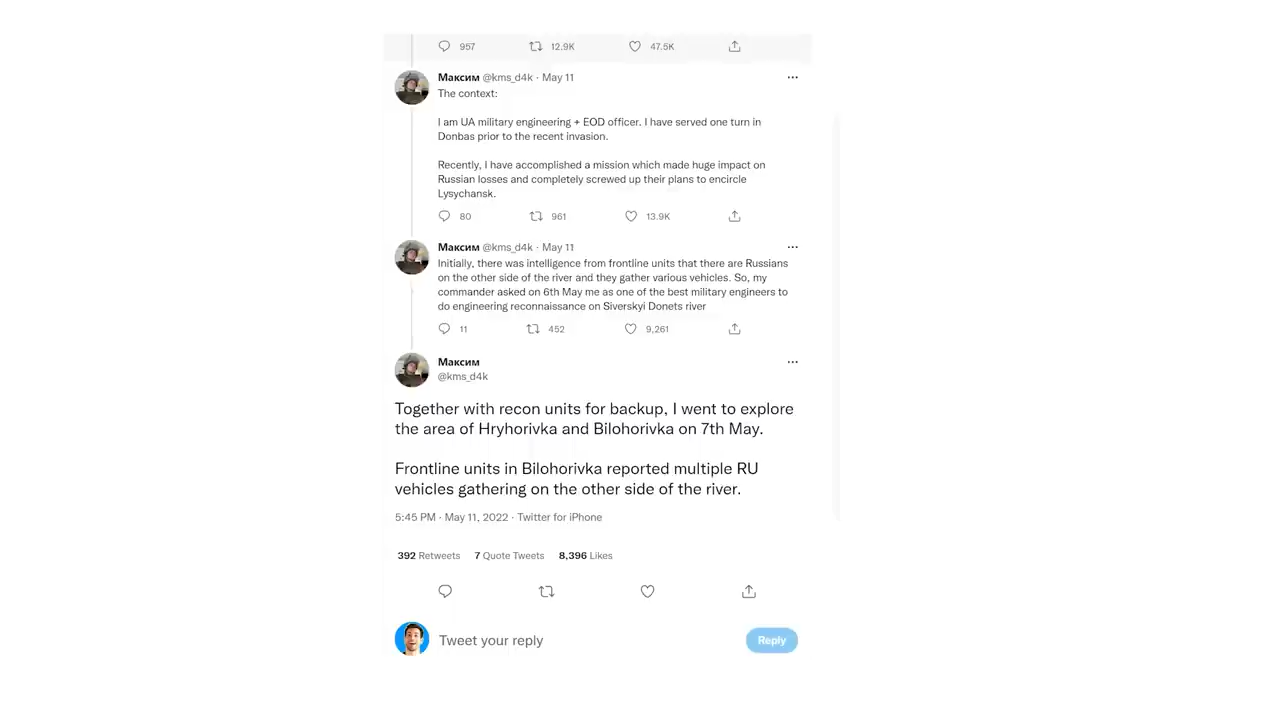 957 12.9K 47.5K
Максим @kms_d4k · May 11 ...
The context:
I am UA military engineering + EOD officer. I have served one turn in
Donbas prior to the recent invasion.
Recently, I have accomplished a mission which made huge impact on
Russian losses and completely screwed up their plans to encircle
Lysychansk.
80 961 13.9K
Максим @kms_d4k · May 11 ...
Initially, there was intelligence from frontline units that there are Russians
on the other side of the river and they gather various vehicles. So, my
commander asked on 6th May me as one of the best military engineers to
do engineering reconnaissance on Siverskyi Donets river
11 452 9,261
Максим ...
@kms_d4k
Together with recon units for backup, I went to explore
the area of Hryhorivka and Bilohorivka on 7th May.
Frontline units in Bilohorivka reported multiple RU
vehicles gathering on the other side of the river.
5:45 PM · May 11, 2022 · Twitter for iPhone
392 Retweets 7 Quote Tweets 8,396 Likes
Tweet your reply Reply